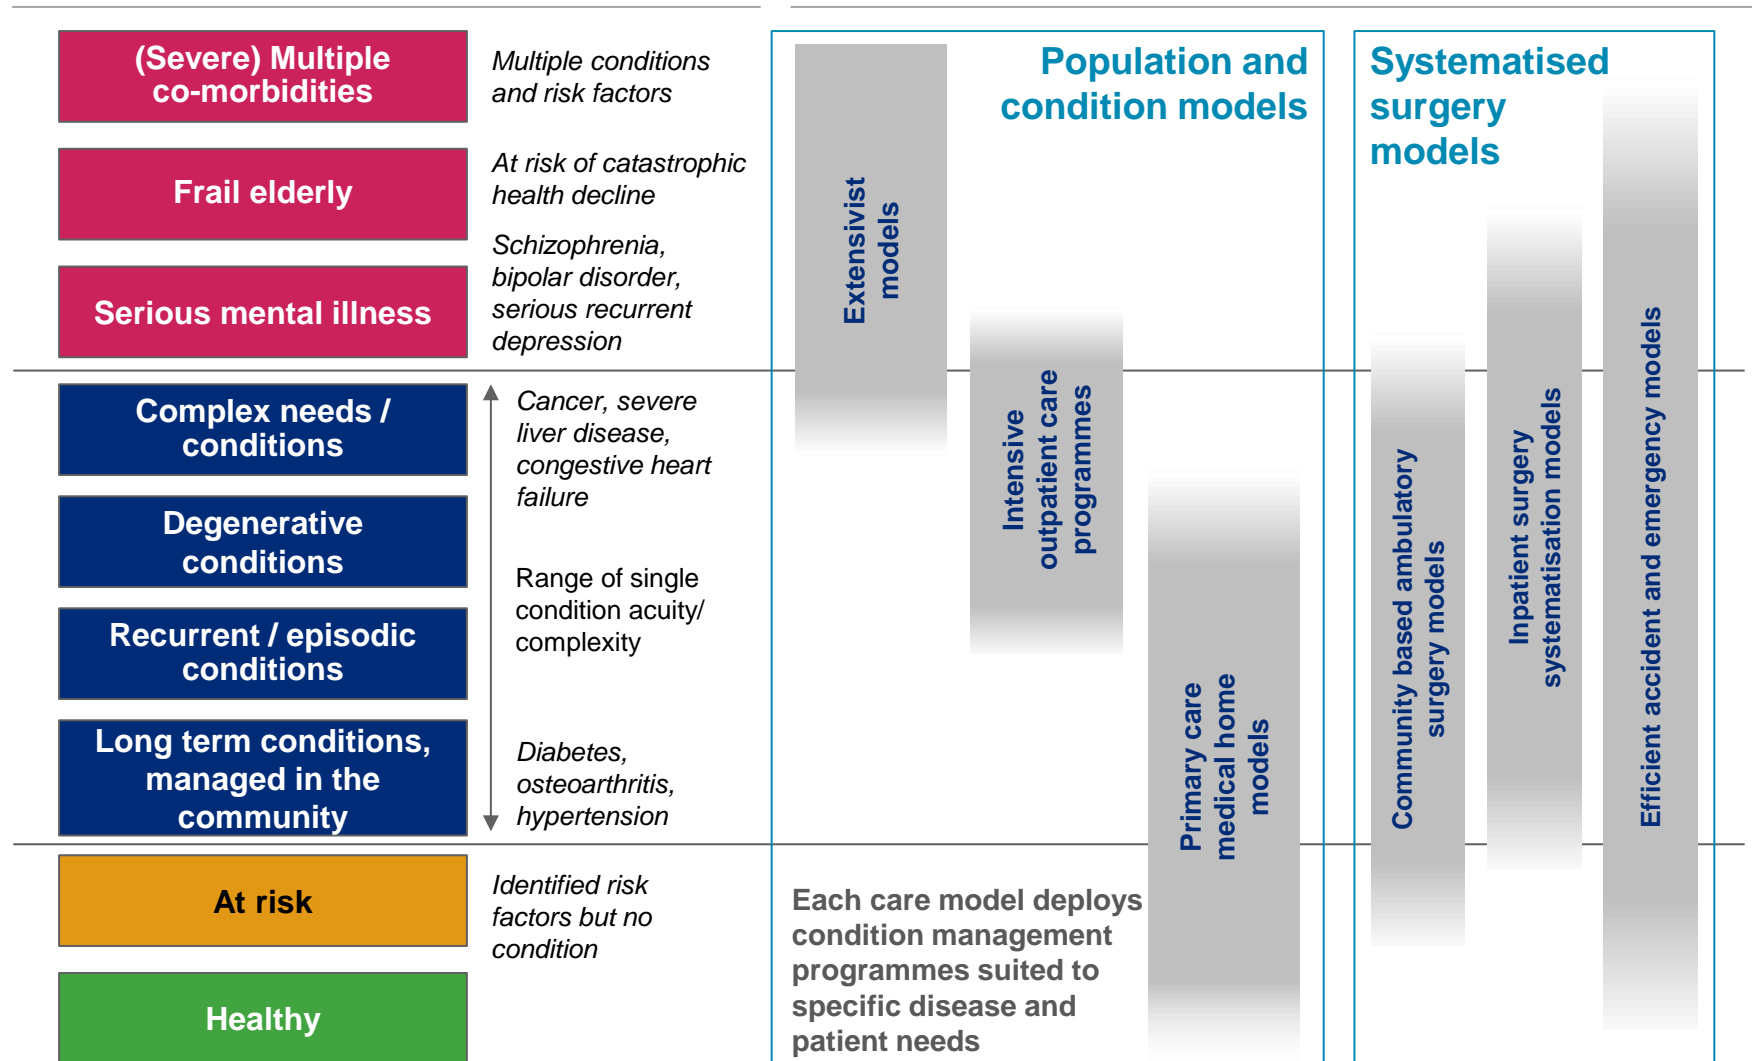 (Severe) Multiple
co-morbidities
Multiple conditions
and risk factors
Frail elderly
At risk of catastrophic
health decline
Serious mental illness
Schizophrenia,
bipolar disorder,
serious recurrent
depression
Complex needs /
conditions
Cancer, severe
liver disease,
congestive heart
failure
Degenerative
conditions
Range of single
condition acuity/
complexity
Recurrent / episodic
conditions
Long term conditions,
managed in the
community
Diabetes,
osteoarthritis,
hypertension
At risk
Identified risk
factors but no
condition
Healthy
Population and
condition models
Extensivist
models
Intensive
outpatient care
programmes
Primary care
medical home
models
Each care model deploys
condition management
programmes suited to
specific disease and
patient needs
Systematised
surgery
models
Community based ambulatory
surgery models
Inpatient surgery
systematisation models
Efficient accident and emergency models